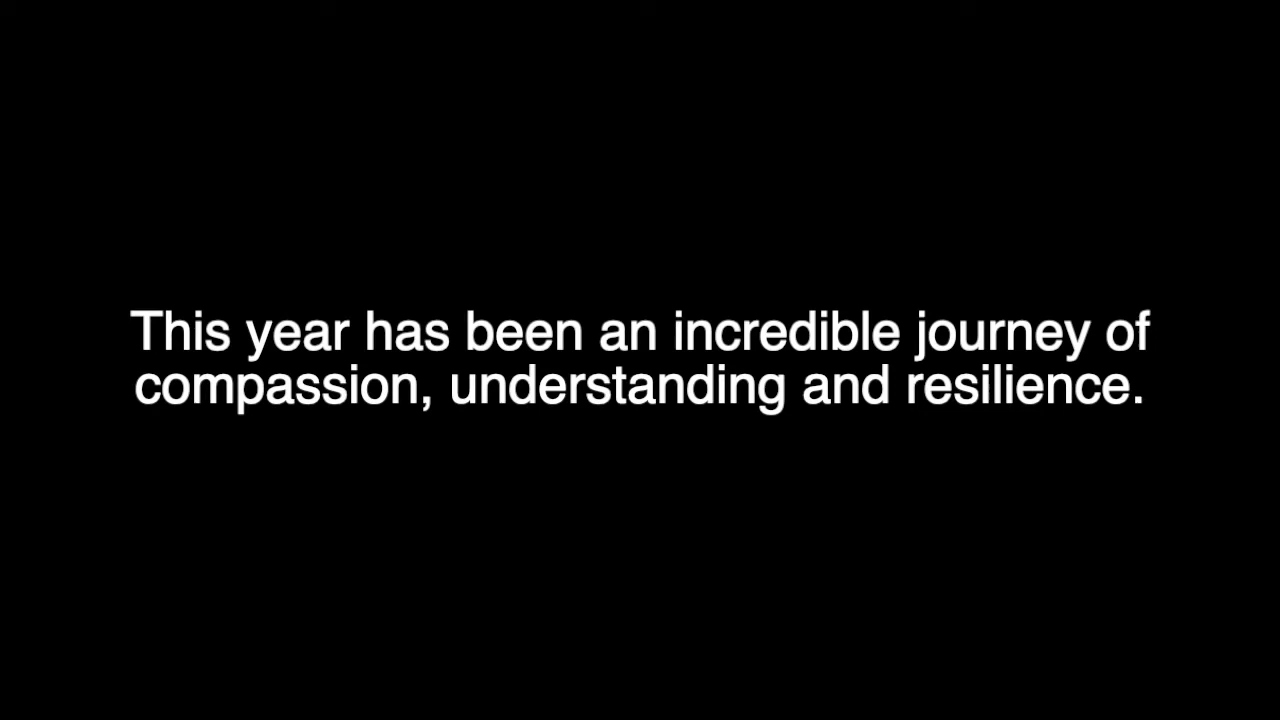 This year has been an incredible journey of
compassion, understanding and resilience.